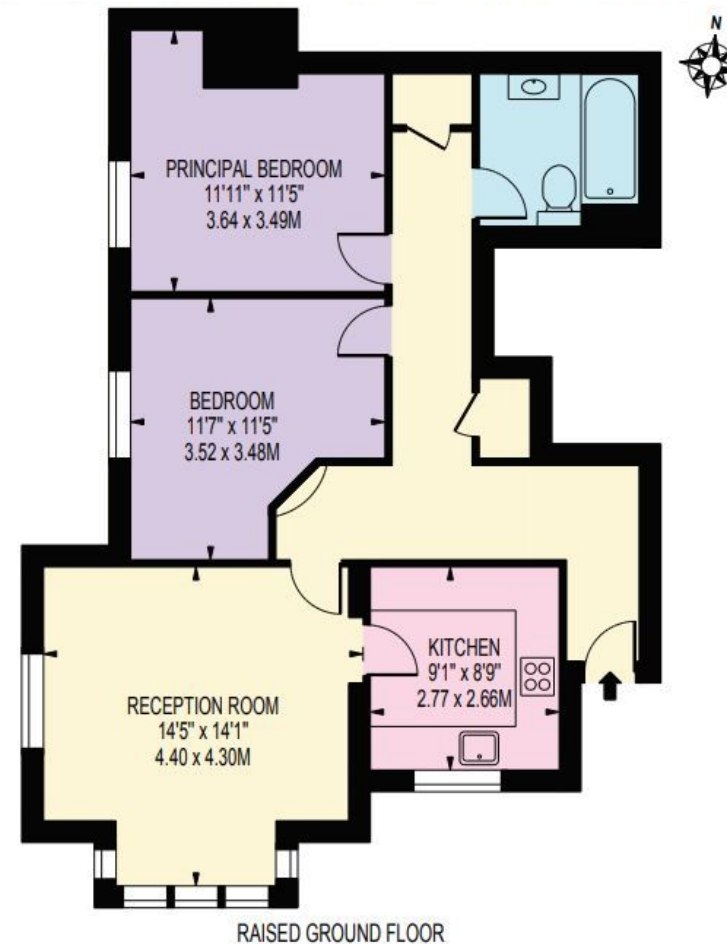 N
PRINCIPAL BEDROOM
11'11" x 11'5"
3.64 x 3.49M
BEDROOM
11'7" x 11'5"
3.52 x 3.48M
KITCHEN
9'1" x 8'9"
2.77 x 2.66M
RECEPTION ROOM
14'5" x 14'1"
4.40 x 4.30M
RAISED GROUND FLOOR